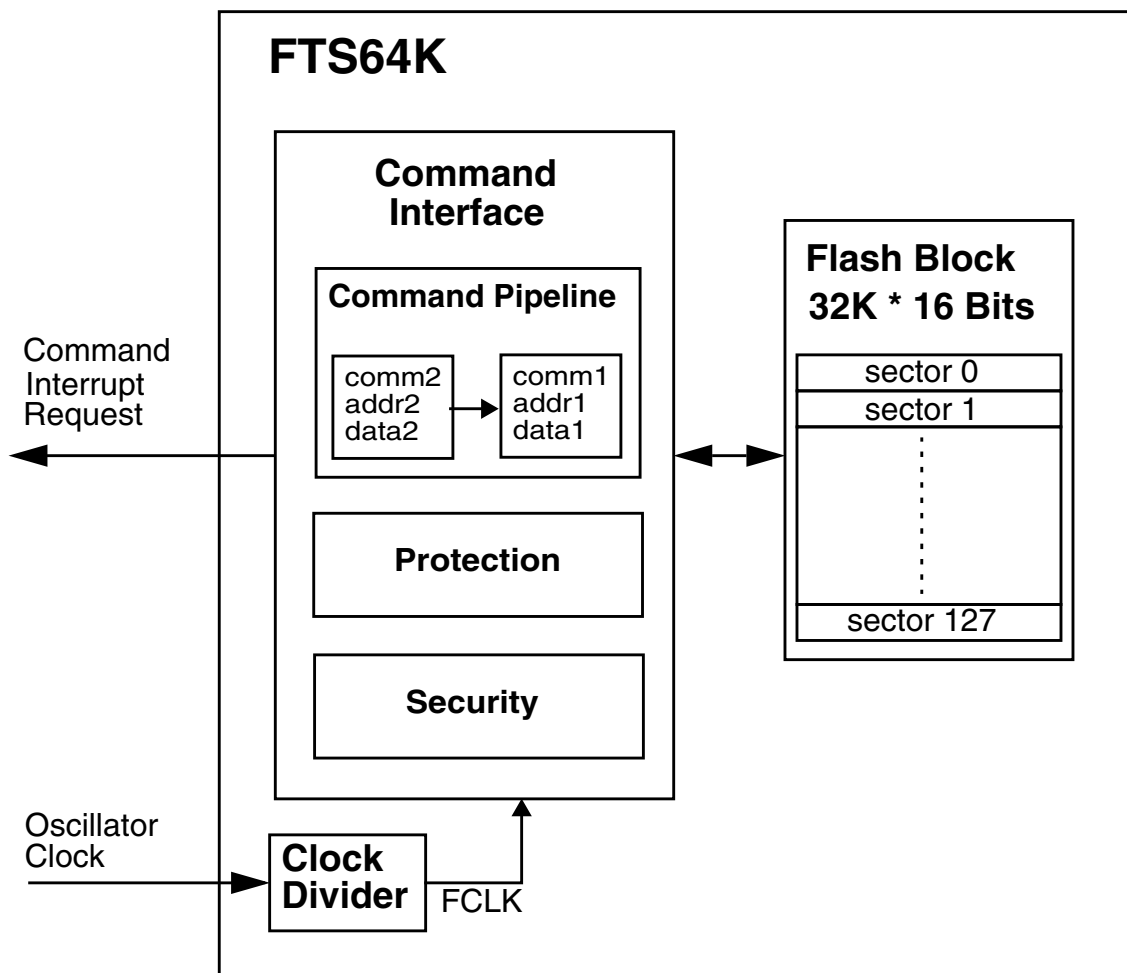 FTS64K
Command
Interface
Command Pipeline
comm2
addr2
data2
comm1
addr1
data1
Protection
Security
Flash Block
32K * 16 Bits
sector 0
sector 1
sector 127
Command
Interrupt
Request
Oscillator
Clock
Clock
Divider
FCLK